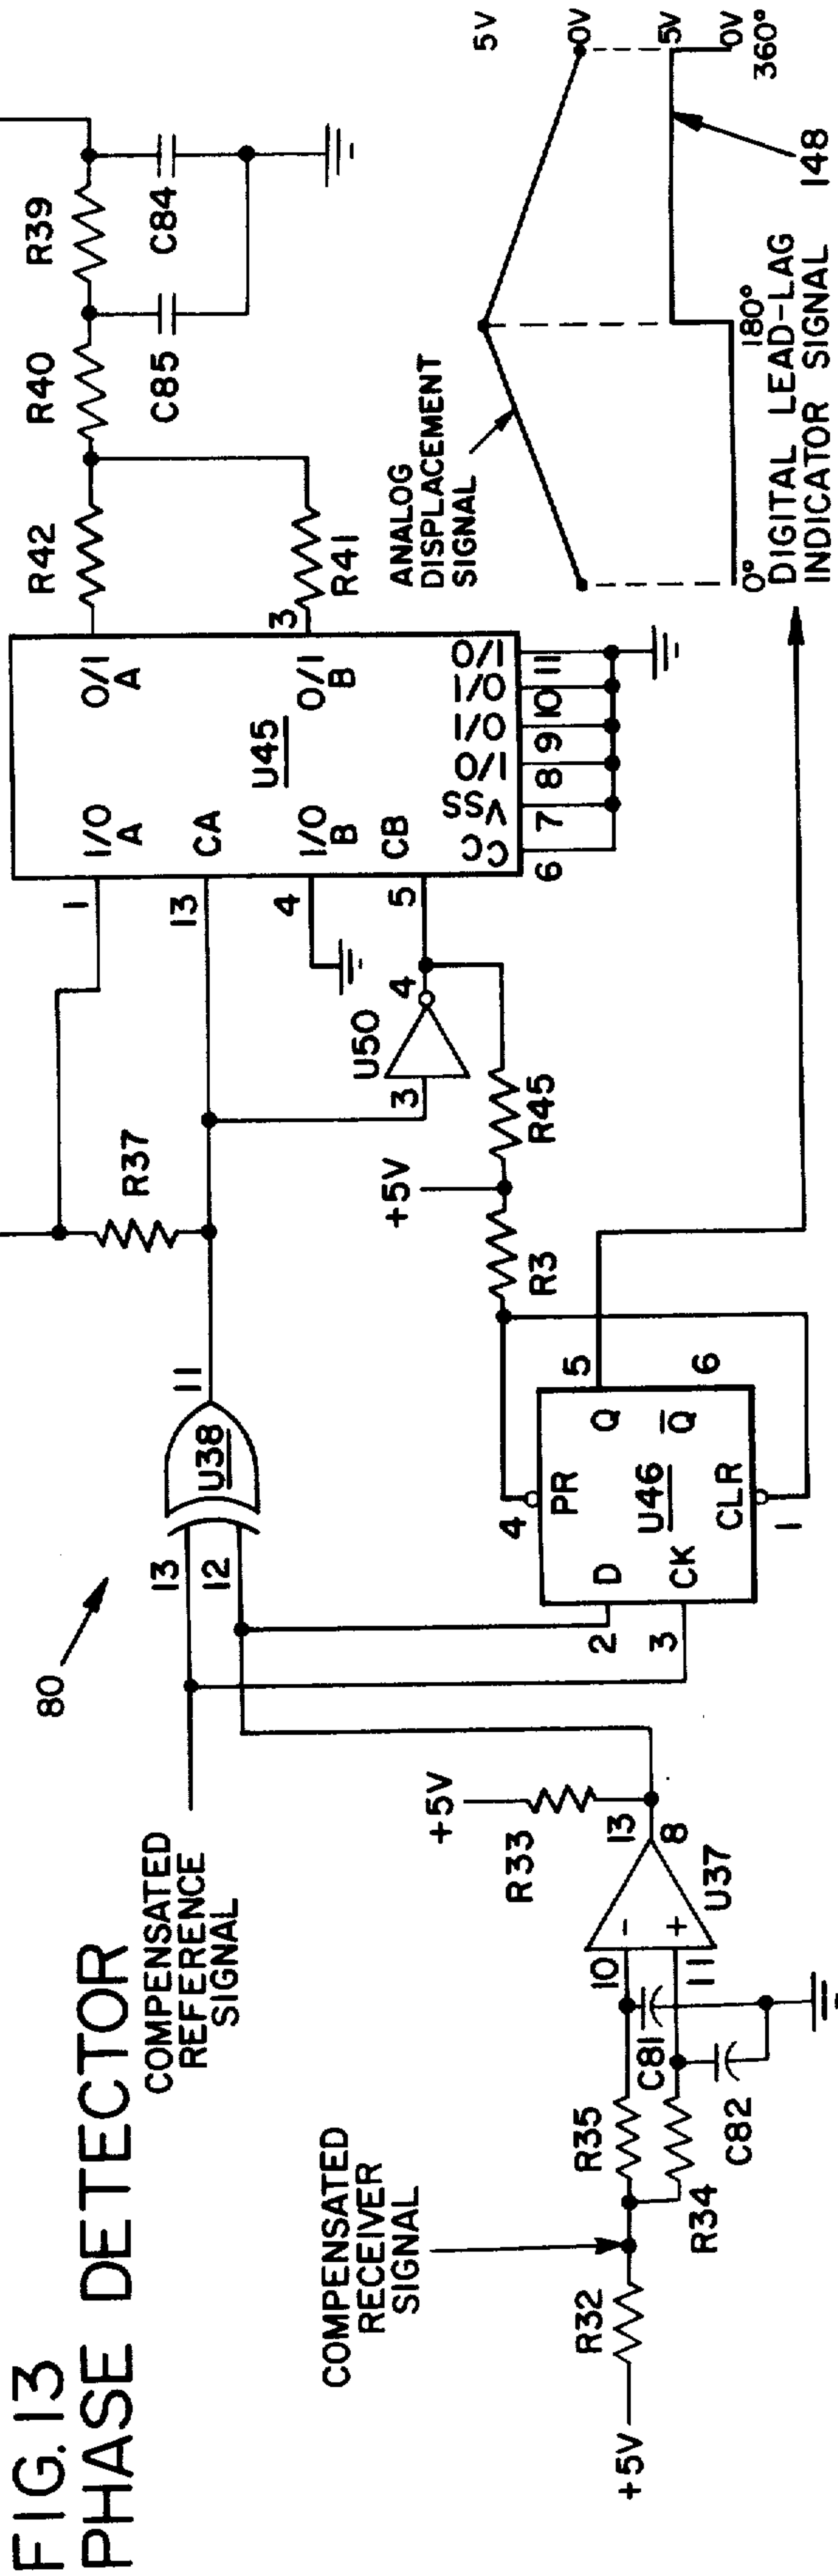 FIG. 13
PHASE DETECTOR
80
COMPENSATED
REFERENCE
SIGNAL
COMPENSATED
RECEIVER
SIGNAL
+5V
R32
R35
R34
C81
C82
10
11
-
+
U37
13
8
R33
+5V
13
12
U38
11
R37
2
3
D
CK
4
PR
U46
CLR
1
Q
Q
5
6
R3
+5V
R45
3
U50
4
1
13
4
5
I/O
A
CA
I/O
B
CB
U45
O/I
A
O/I
B
3
CC
VSS
I/O
O/I
O/I
I/O
6
7
8
9
10
11
R42
R41
R40
R39
C85
C84
ANALOG
DISPLACEMENT
SIGNAL
5V
0V
5V
0V
0°
180°
360°
DIGITAL LEAD-LAG
INDICATOR SIGNAL
148